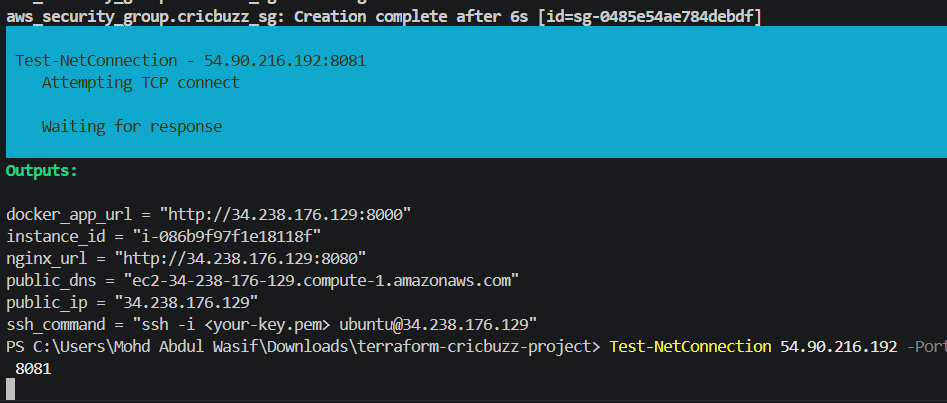 aws_security_group.cricbuzz_sg: Creation complete after 6s [id=sg-0485e54ae784debdf]
Test-NetConnection - 54.90.216.192:8081
Attempting TCP connect
Waiting for response
Outputs:
docker_app_url = "http://34.238.176.129:8000"
instance_id = "i-086b9f97f1e18118f"
nginx_url = "http://34.238.176.129:8080"
public_dns = "ec2-34-238-176-129.compute-1.amazonaws.com"
public_ip = "34.238.176.129"
ssh_command = "ssh -i <your-key.pem> ubuntu@34.238.176.129"
PS C:\Users\Mohd Abdul Wasif\Downloads\terraform-cricbuzz-project> Test-NetConnection 54.90.216.192 -Port
8081